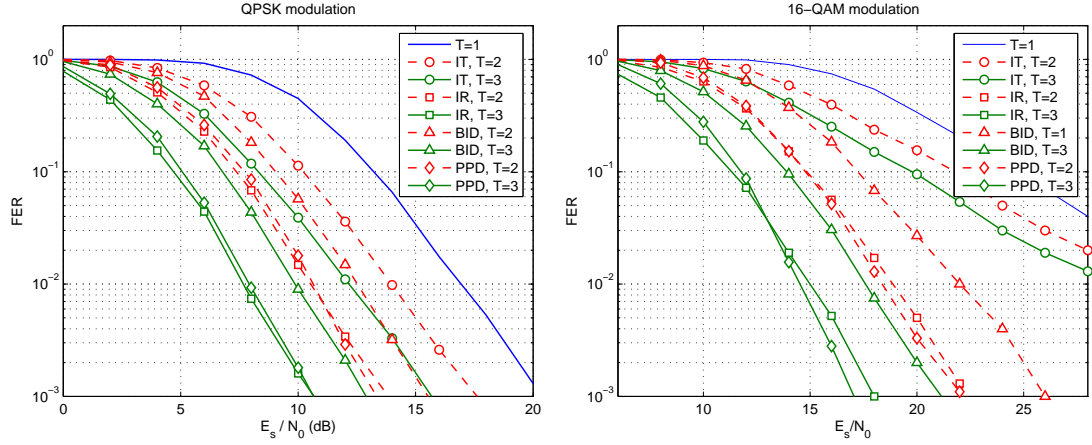 QPSK modulation
FER
10^0
10^-1
10^-2
10^-3
0
5
10
15
20
E_s / N_0 (dB)
T=1
IT, T=2
IT, T=3
IR, T=2
IR, T=3
BID, T=2
BID, T=3
PPD, T=2
PPD, T=3
16−QAM modulation
FER
10^0
10^-1
10^-2
10^-3
10
15
20
25
E_s/N_0
T=1
IT, T=2
IT, T=3
IR, T=2
IR, T=3
BID, T=1
BID, T=3
PPD, T=2
PPD, T=3